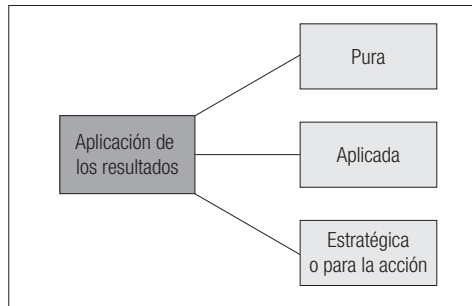 Aplicación de
los resultados
Pura
Aplicada
Estratégica
o para la acción